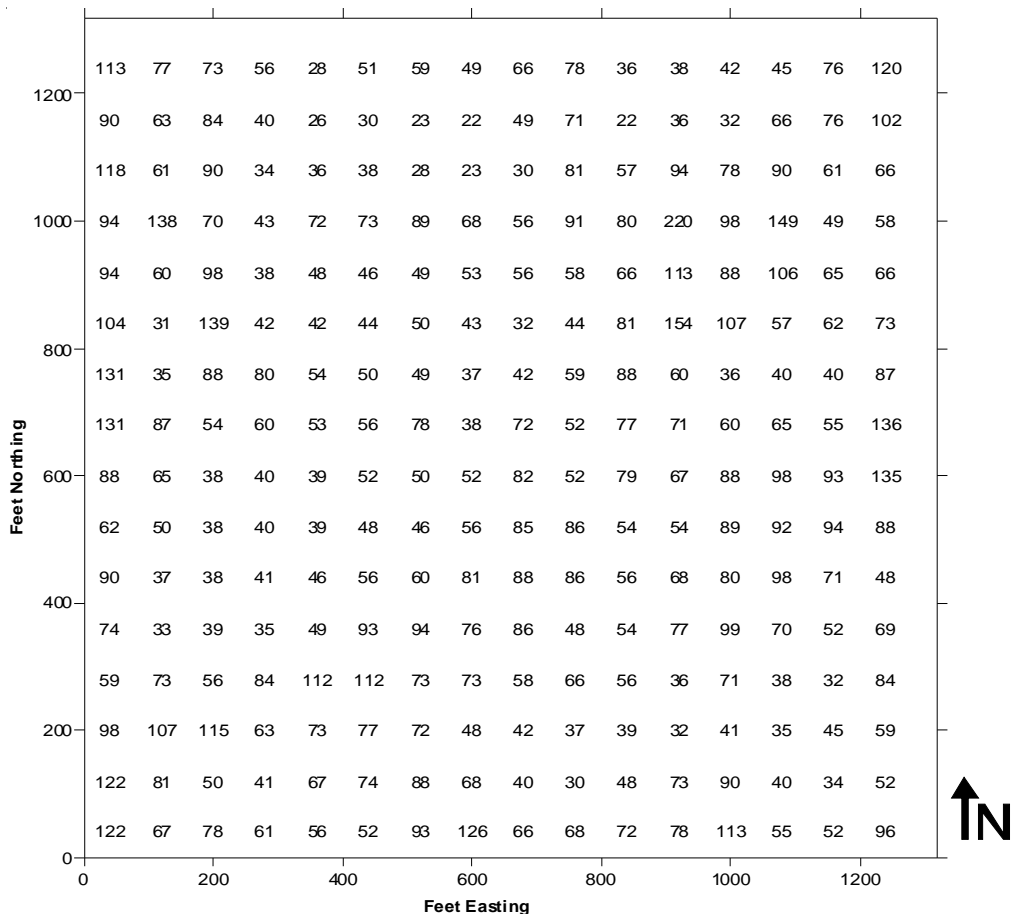 113 77 73 56 28 51 59 49 66 78 36 38 42 45 76 120
1200
90 63 84 40 26 30 23 22 49 71 22 36 32 66 76 102
118 61 90 34 36 38 28 23 30 81 57 94 78 90 61 66
1000 94 138 70 43 72 73 89 68 56 91 80 220 98 149 49 58
94 60 98 38 48 46 49 53 56 58 66 113 88 106 65 66
104 31 139 42 42 44 50 43 32 44 81 154 107 57 62 73
800
131 35 88 80 54 50 49 37 42 59 88 60 36 40 40 87
131 87 54 60 53 56 78 38 72 52 77 71 60 65 55 136
600 88 65 38 40 39 52 50 52 82 52 79 67 88 98 93 135
62 50 38 40 39 48 46 56 85 86 54 54 89 92 94 88
90 37 38 41 46 56 60 81 88 86 56 68 80 98 71 48
400
74 33 39 35 49 93 94 76 86 48 54 77 99 70 52 69
59 73 56 84 112 112 73 73 58 66 56 36 71 38 32 84
200 98 107 115 63 73 77 72 48 42 37 39 32 41 35 45 59
122 81 50 41 67 74 88 68 40 30 48 73 90 40 34 52
122 67 78 61 56 52 93 126 66 68 72 78 113 55 52 96
0
0 200 400 600 800 1000 1200
Feet Easting
Feet Northing
N